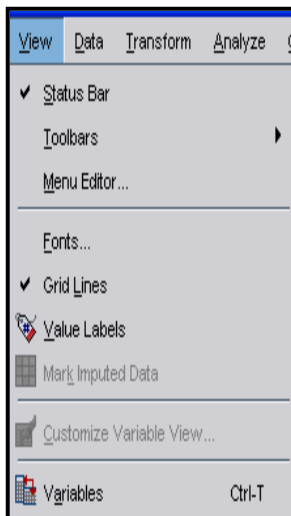 View Data Transform Analyze
Status Bar
Toolbars
Menu Editor...
Fonts...
Grid Lines
Value Labels
Mark Imputed Data
Customize Variable View...
Variables Ctrl-T